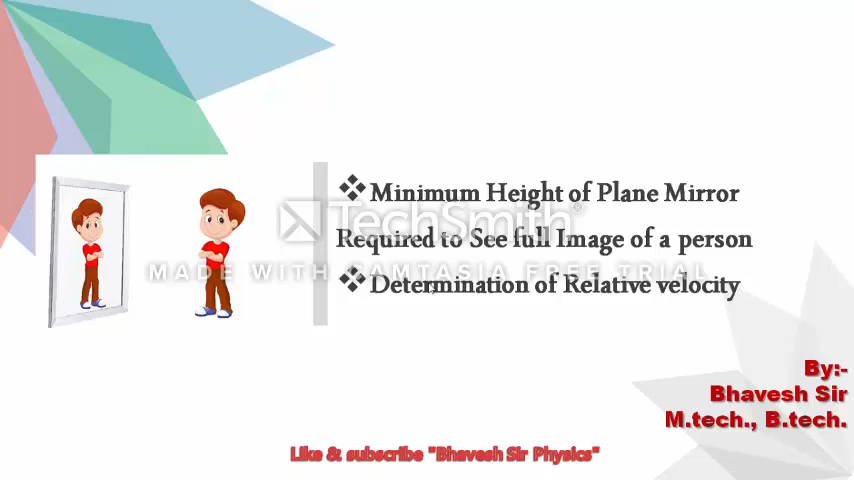 ❖Minimum Height of Plane Mirror
TechSmith®
Required to See full Image of a person
MADE WITH CAMTASIA FREE TRIAL
❖Determination of Relative velocity
By:-
Bhavesh Sir
M.tech., B.tech.
Like & subscribe "Bhavesh Sir Physics"